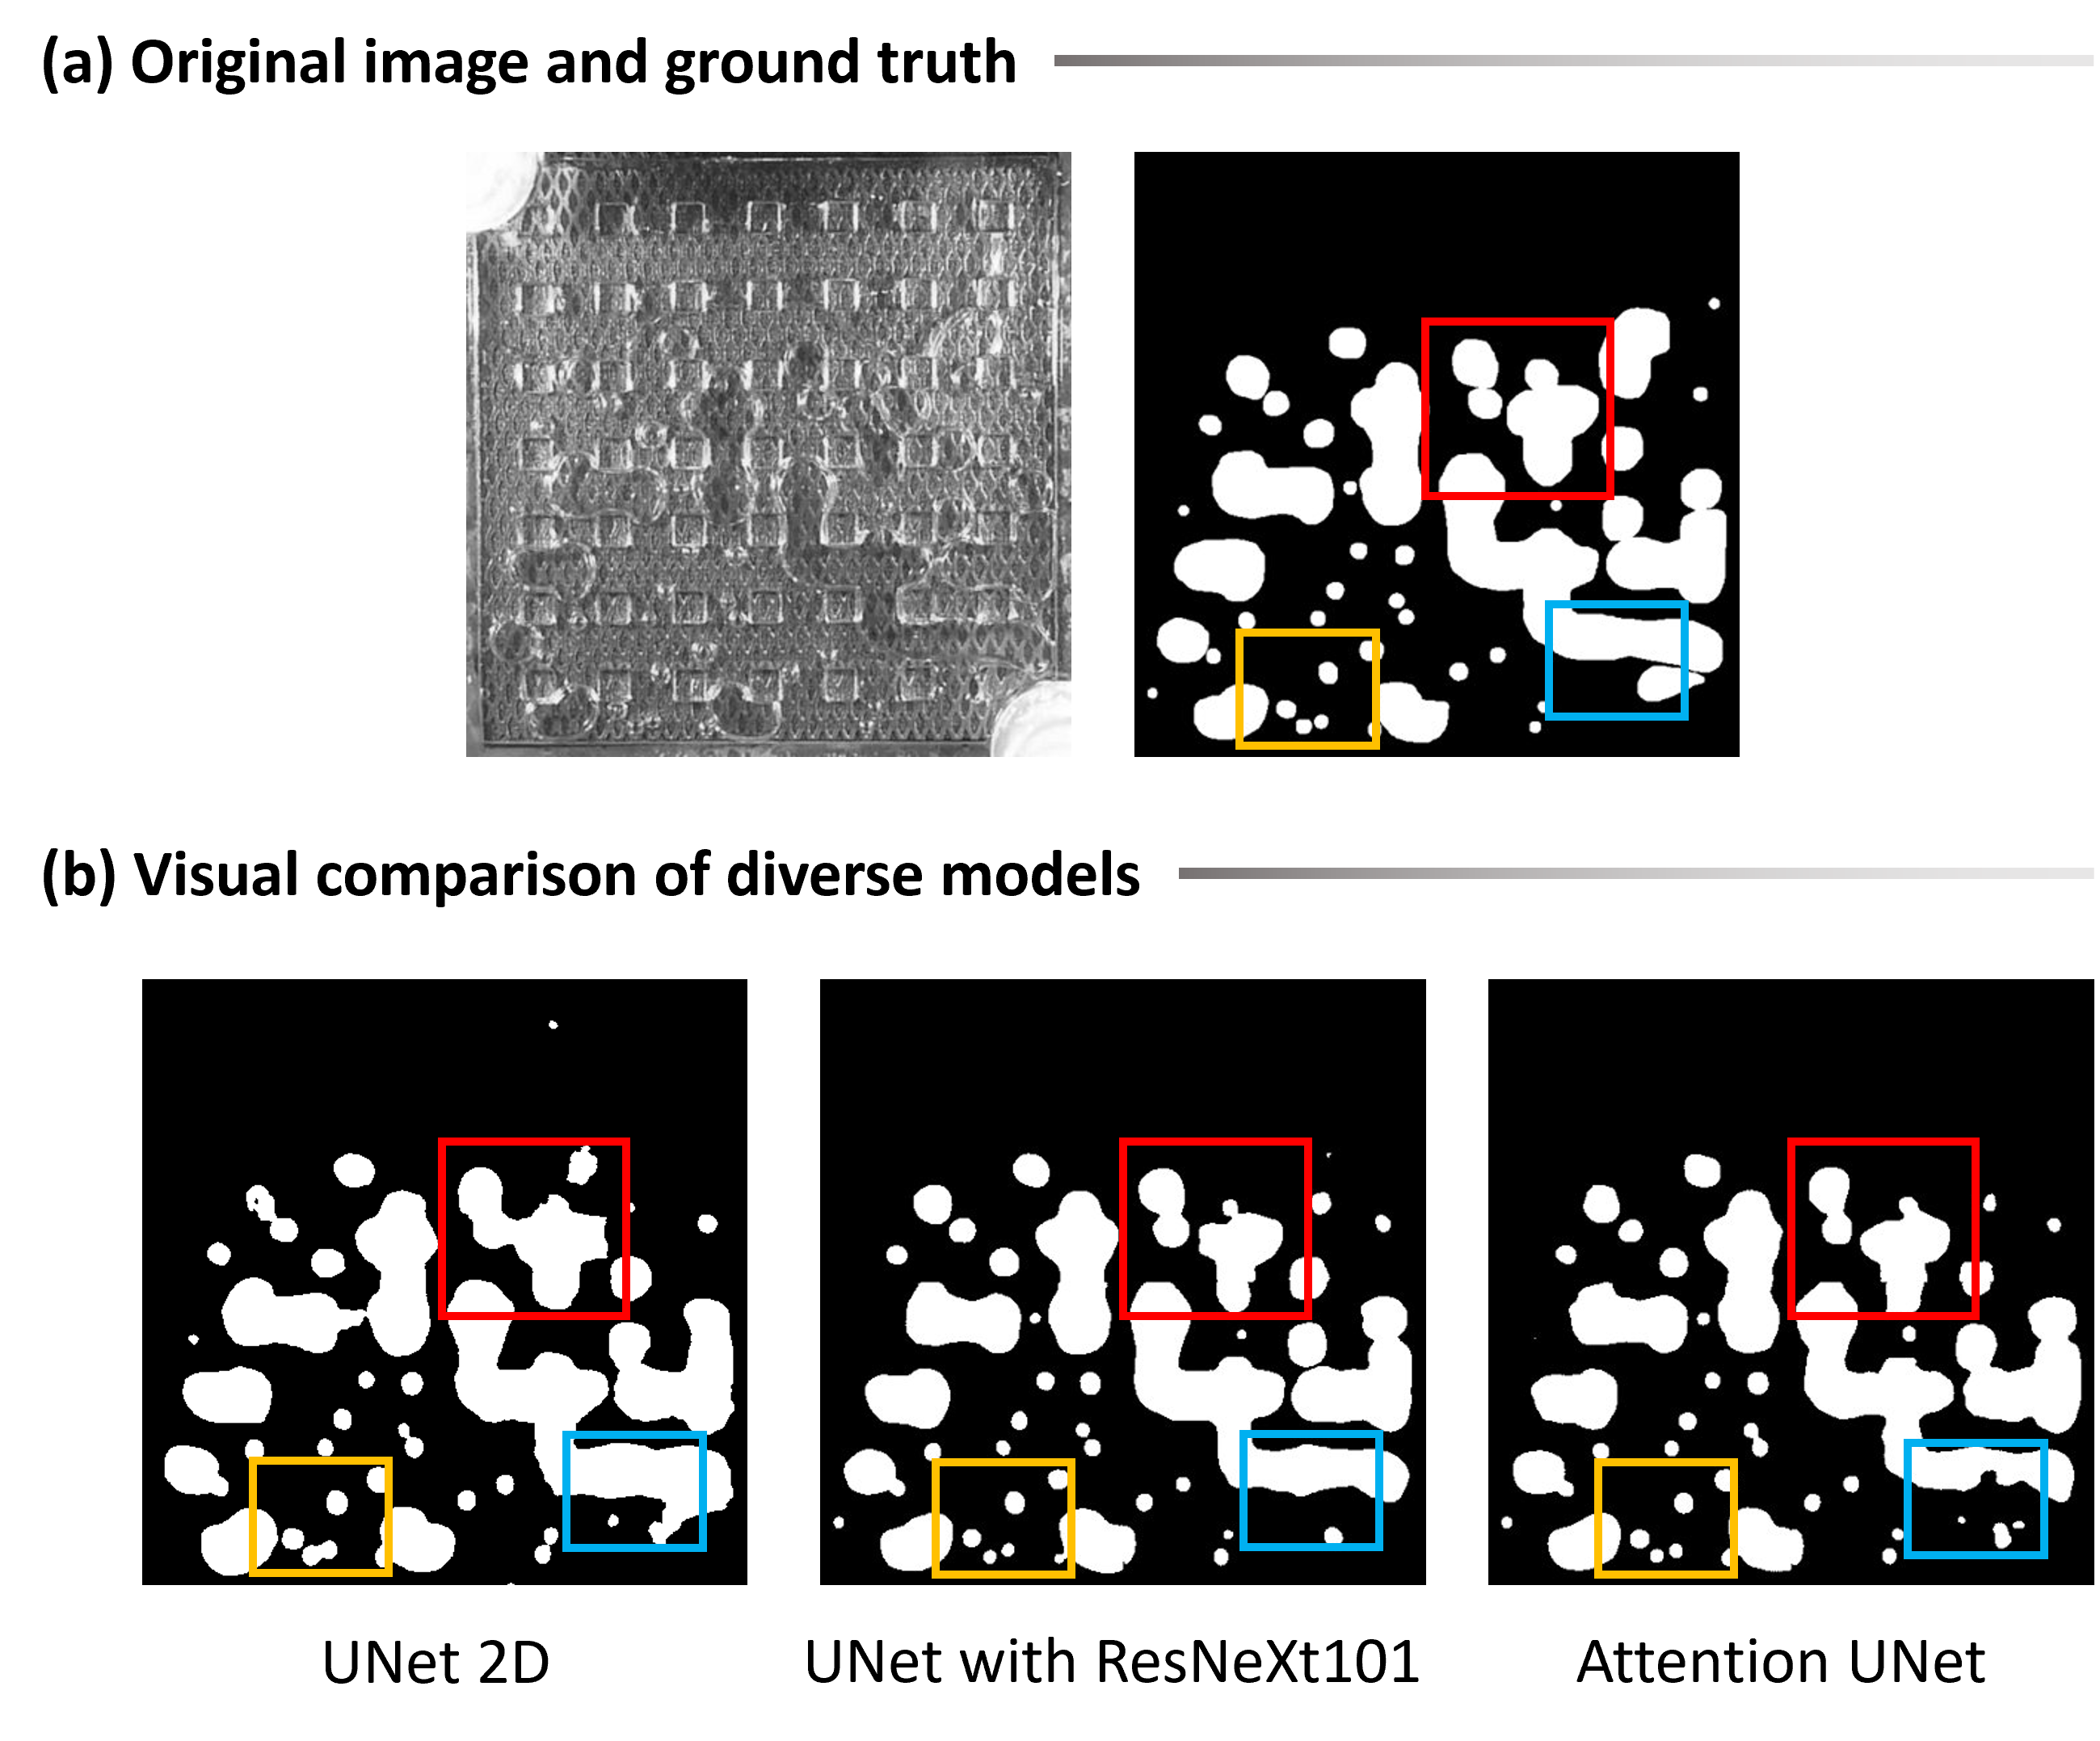 (a) Original image and ground truth
(b) Visual comparison of diverse models
UNet 2D
UNet with ResNeXt101
Attention UNet